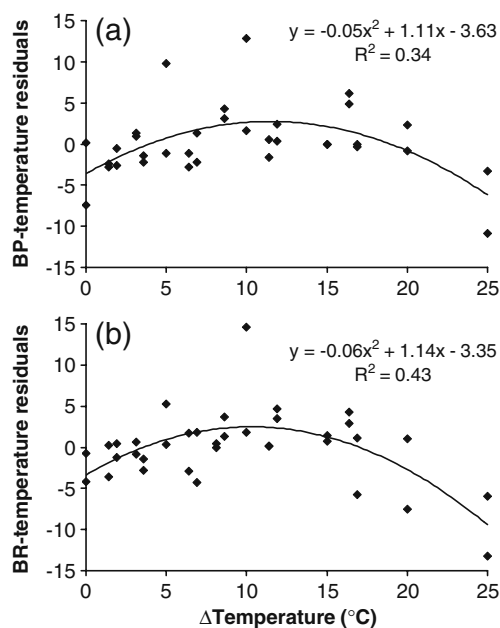 (a)
y = -0.05x² + 1.11x - 3.63
R² = 0.34
BP-temperature residuals
15
10
5
0
-5
-10
-15
0 5 10 15 20 25
(b)
y = -0.06x² + 1.14x - 3.35
R² = 0.43
BR-temperature residuals
15
10
5
0
-5
-10
-15
0 5 10 15 20 25
ΔTemperature (°C)